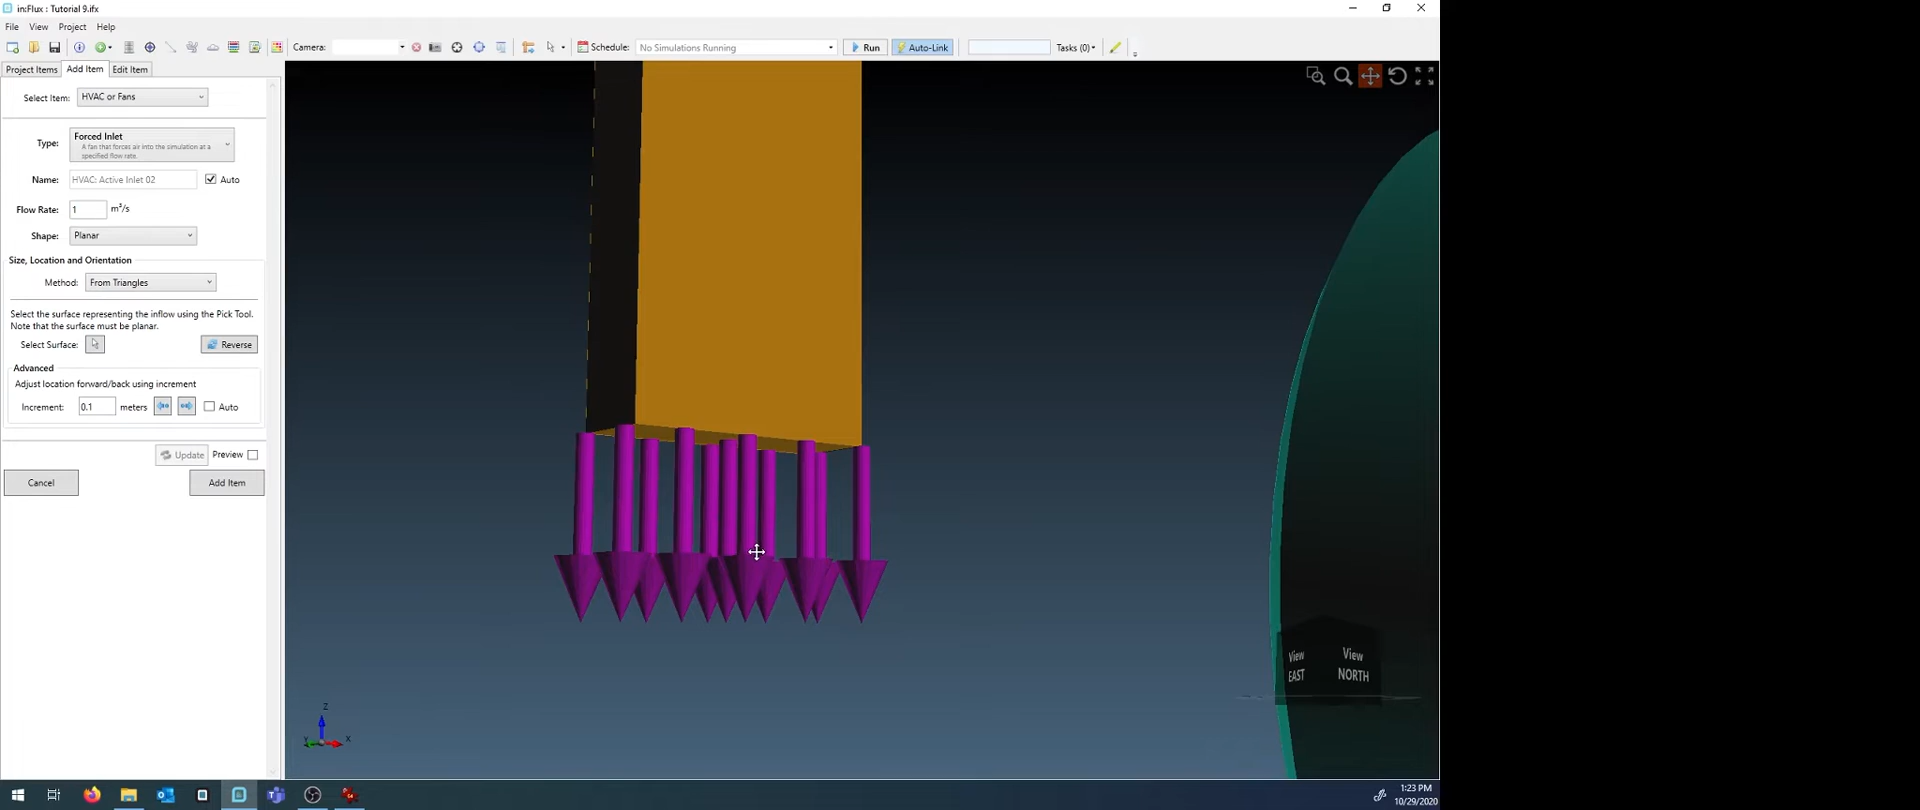 in:Flux : Tutorial 9.ifx
File View Project Help
Camera: Schedule: No Simulations Running Run Auto-Link Tasks (0)
Project Items Add Item Edit Item
Select Item: HVAC or Fans
Type: Forced Inlet
A fan that forces air into the simulation at a
specified flow rate.
Name: HVAC: Active Inlet 02 Auto
Flow Rate: 1 m³/s
Shape: Planar
Size, Location and Orientation
Method: From Triangles
Select the surface representing the inflow using the Pick Tool.
Note that the surface must be planar.
Select Surface: Reverse
Advanced
Adjust location forward/back using increment
Increment: 0.1 meters Auto
Update Preview
Cancel Add Item
View
EAST
View
NORTH
Z
Y X
1:23 PM
10/29/2020